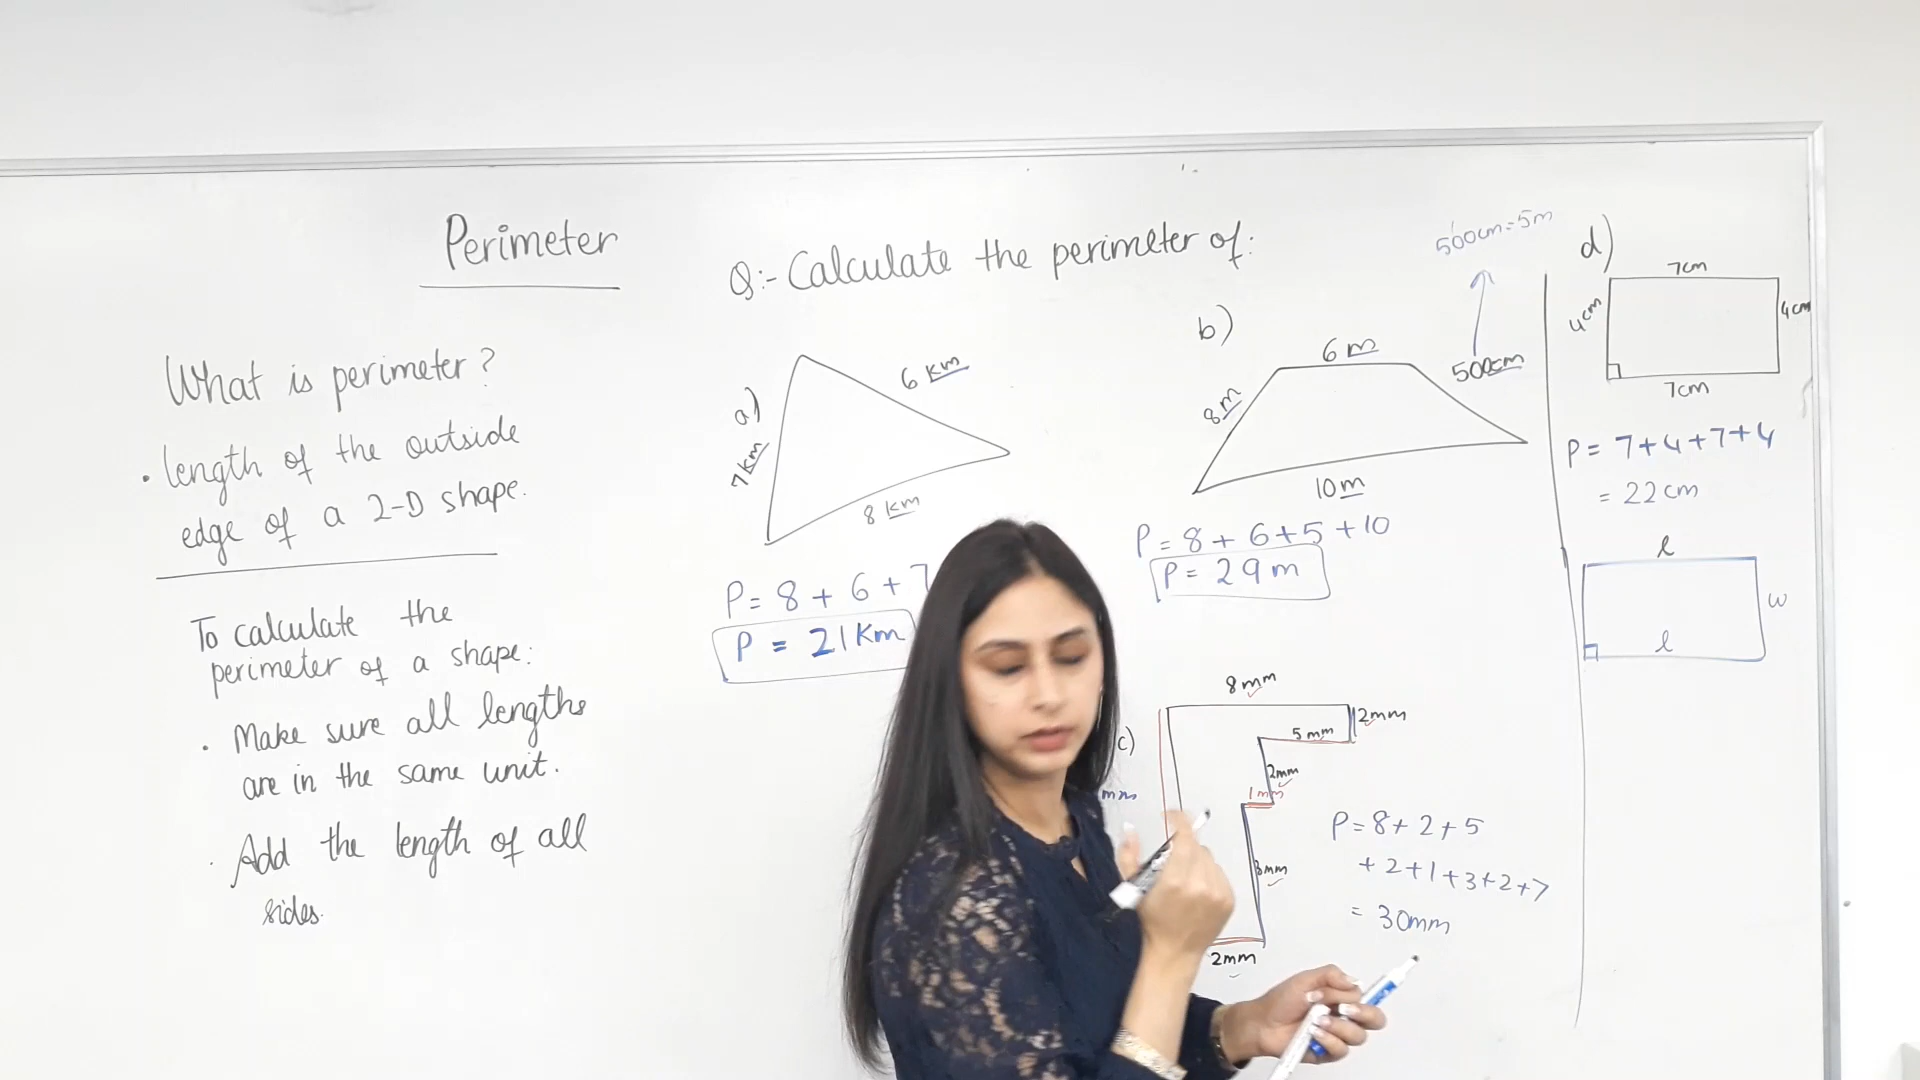 Perimeter
What is perimeter?
• length of the outside
edge of a 2-D shape.
To calculate the
perimeter of a shape:
• Make sure all lengths
are in the same unit.
• Add the length of all
sides.
Q:- Calculate the perimeter of:
a)
6 km
7 km
8 km
P = 8 + 6 + 7
P = 21 Km
b)
500cm = 5m
6 m
500cm
8 m
10 m
P = 8 + 6 + 5 + 10
P = 29 m
c)
8 mm
2mm
5 mm
2mm
1 mm
mm
3mm
2mm
P = 8 + 2 + 5
+ 2 + 1 + 3 + 2 + 7
= 30mm
d)
7cm
4cm
4cm
7cm
P = 7 + 4 + 7 + 4
= 22 cm
l
w
l